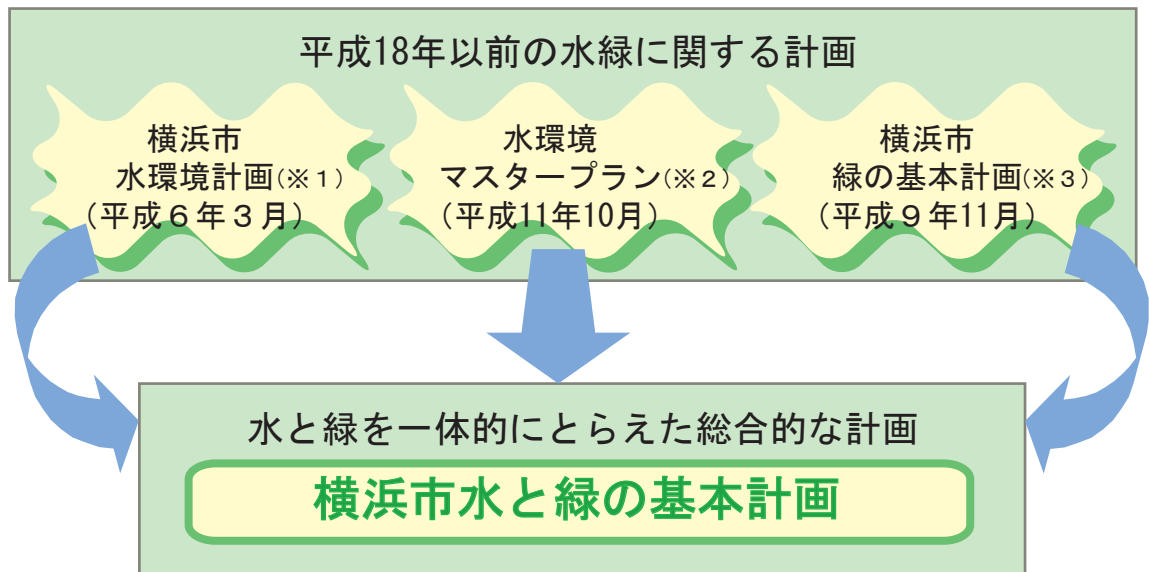 平成18年以前の水緑に関する計画
横浜市
水環境計画(※１)
(平成６年３月)
水環境
マスタープラン(※２)
(平成11年10月)
横浜市
緑の基本計画(※３)
(平成９年11月)
水と緑を一体的にとらえた総合的な計画
横浜市水と緑の基本計画